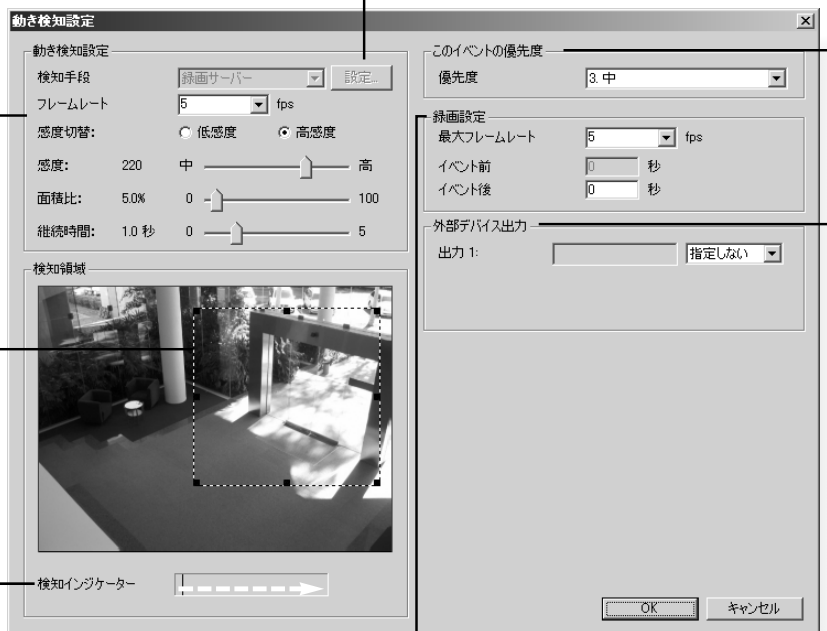 動き検知設定
動き検知設定
検知手段 録画サーバー 設定...
フレームレート 5 fps
感度切替: 低感度 高感度
感度: 220 中 高
面積比: 5.0% 0 100
継続時間: 1.0 秒 0 5
検知領域
検知インジケーター
このイベントの優先度
優先度 3. 中
録画設定
最大フレームレート 5 fps
イベント前 0 秒
イベント後 0 秒
外部デバイス出力
出力 1: 指定しない
OK キャンセル